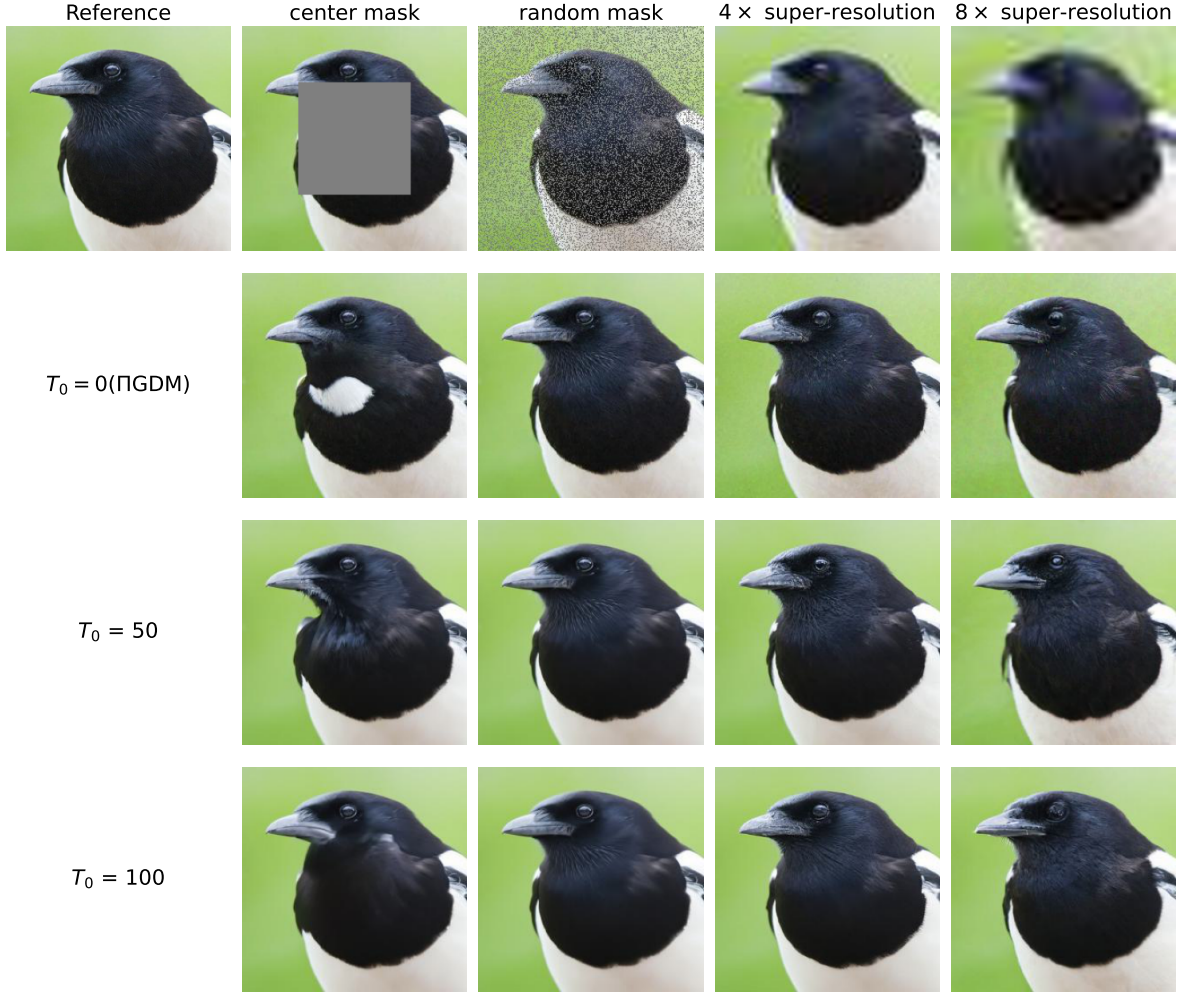 Reference
center mask
random mask
4× super-resolution
8× super-resolution
T₀ = 0(ΠGDM)
T₀ = 50
T₀ = 100